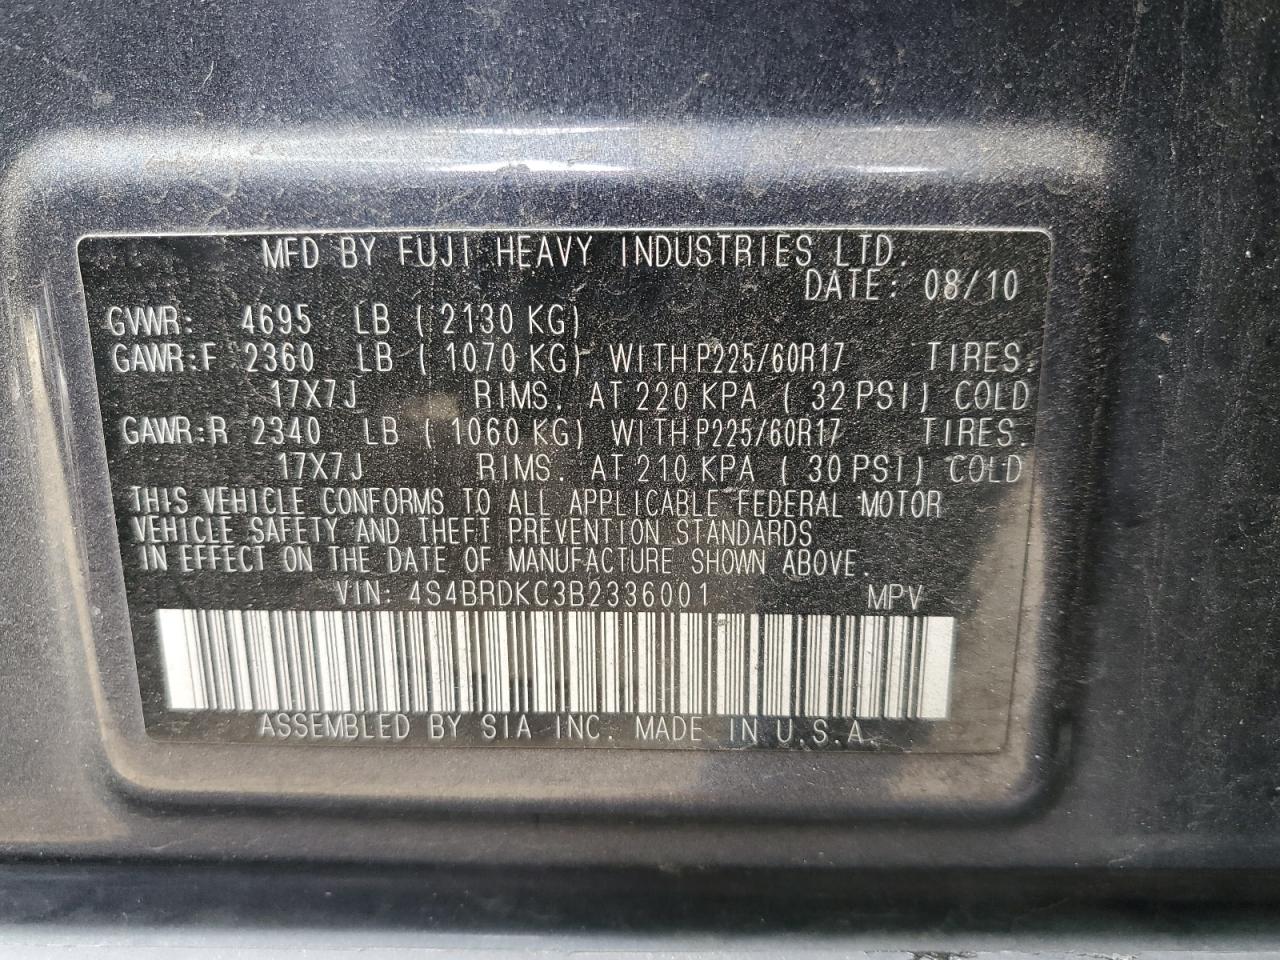 MFD BY FUJI HEAVY INDUSTRIES LTD.
DATE: 08/10
GVWR: 4695 LB ( 2130 KG)
GAWR:F 2360 LB ( 1070 KG) WITH P225/60R17 TIRES.
17X7J RIMS. AT 220 KPA ( 32 PSI) COLD
GAWR:R 2340 LB ( 1060 KG) WITH P225/60R17 TIRES.
17X7J RIMS. AT 210 KPA ( 30 PSI) COLD
THIS VEHICLE CONFORMS TO ALL APPLICABLE FEDERAL MOTOR
VEHICLE SAFETY AND THEFT PREVENTION STANDARDS
IN EFFECT ON THE DATE OF MANUFACTURE SHOWN ABOVE.
VIN: 4S4BRDKC3B2336001 MPV
ASSEMBLED BY SIA INC. MADE IN U.S.A.